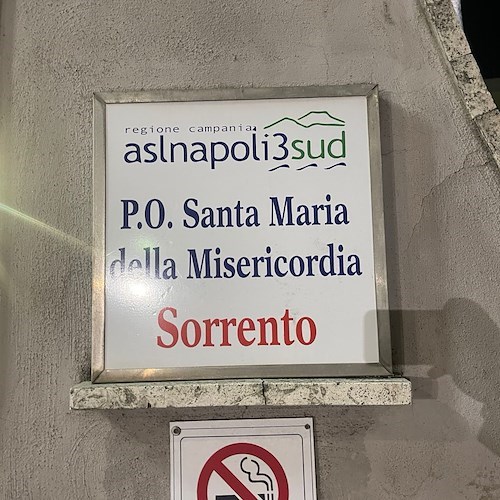 regione campania
aslnapoli3sud
P.O. Santa Maria
della Misericordia
Sorrento